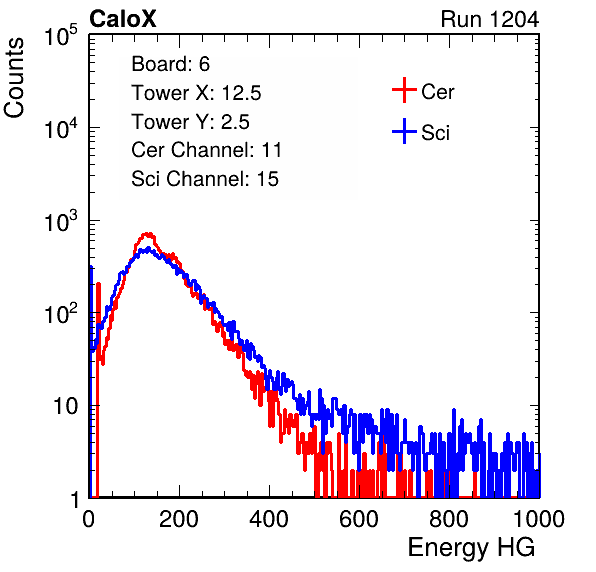 CaloX Run 1204
Counts
10^5
10^4
10^3
10^2
10
1
Board: 6
Tower X: 12.5
Tower Y: 2.5
Cer Channel: 11
Sci Channel: 15
Cer
Sci
0 200 400 600 800 1000
Energy HG